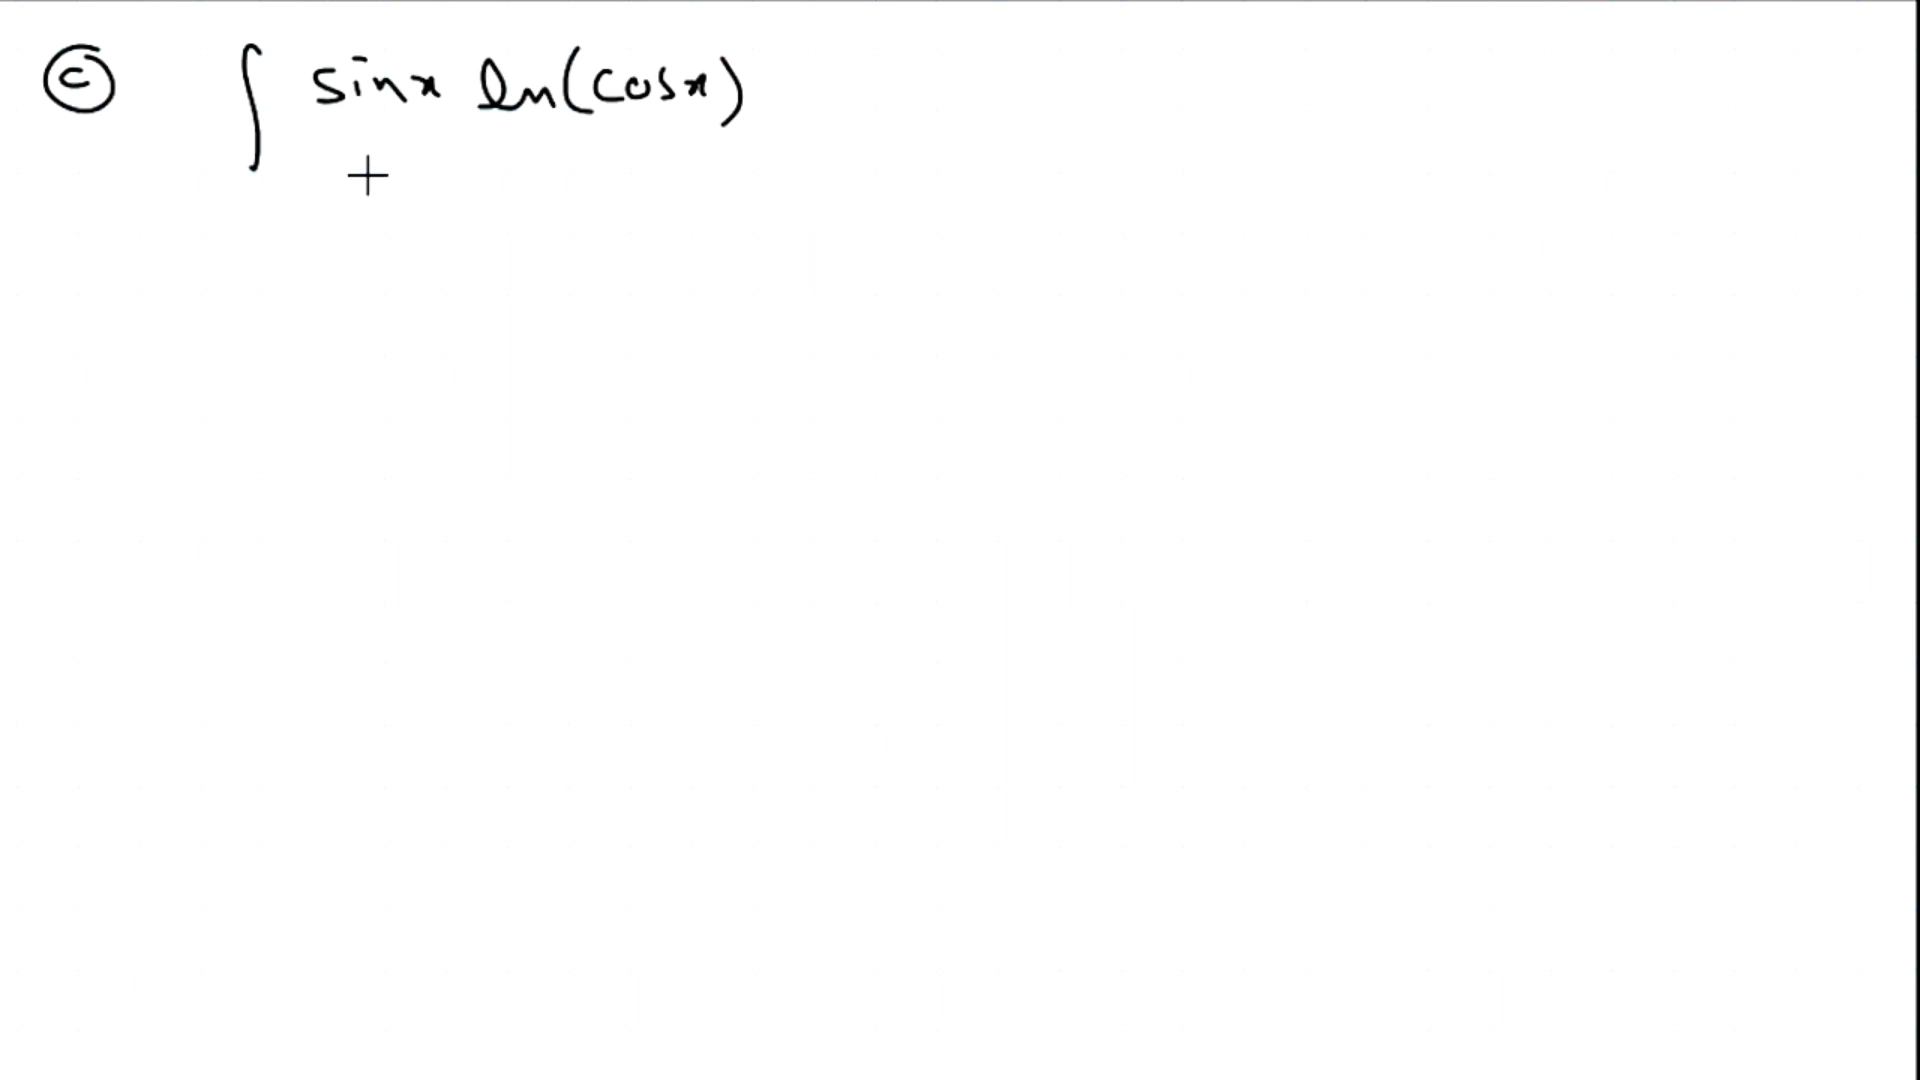 ⓒ ∫ sinx ln(cosx)